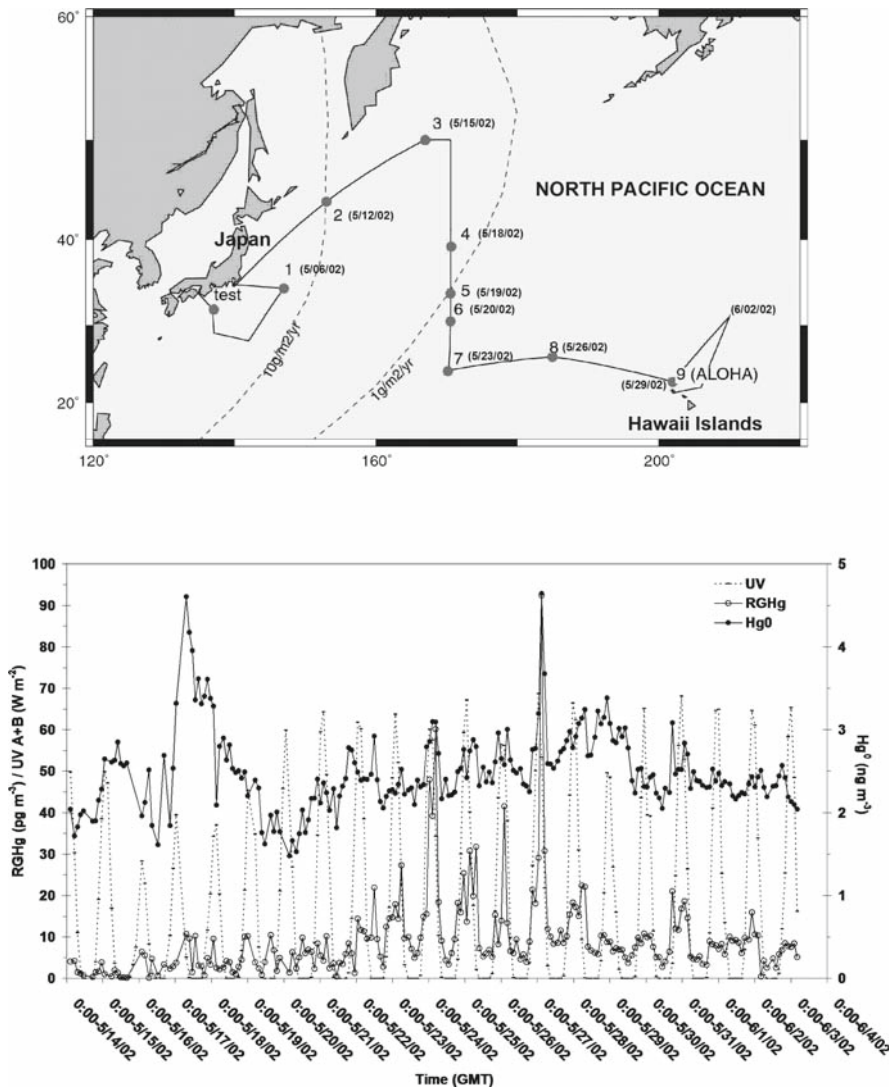 60˚
3 (5/15/02)
NORTH PACIFIC OCEAN
2 (5/12/02)
40˚
Japan
4 (5/18/02)
1 (5/06/02)
test
5 (5/19/02)
6 (5/20/02)
(6/02/02)
10g/m2/yr
1g/m2/yr
7 (5/23/02)
8 (5/26/02)
(5/29/02)
9 (ALOHA)
20˚
Hawaii Islands
120˚ 160˚ 200˚
100 90 80 70 60 50 40 30 20 10 0
RGHg (pg m⁻³) / UV A+B (W m⁻²)
UV
RGHg
Hg0
5 4 3 2 1 0
Hg⁰ (ng m⁻³)
0:00-5/14/02
0:00-5/15/02
0:00-5/16/02
0:00-5/17/02
0:00-5/18/02
0:00-5/19/02
0:00-5/20/02
0:00-5/21/02
0:00-5/22/02
0:00-5/23/02
0:00-5/24/02
0:00-5/25/02
0:00-5/26/02
0:00-5/27/02
0:00-5/28/02
0:00-5/29/02
0:00-5/30/02
0:00-5/31/02
0:00-6/1/02
0:00-6/2/02
0:00-6/3/02
0:00-6/4/02
Time (GMT)